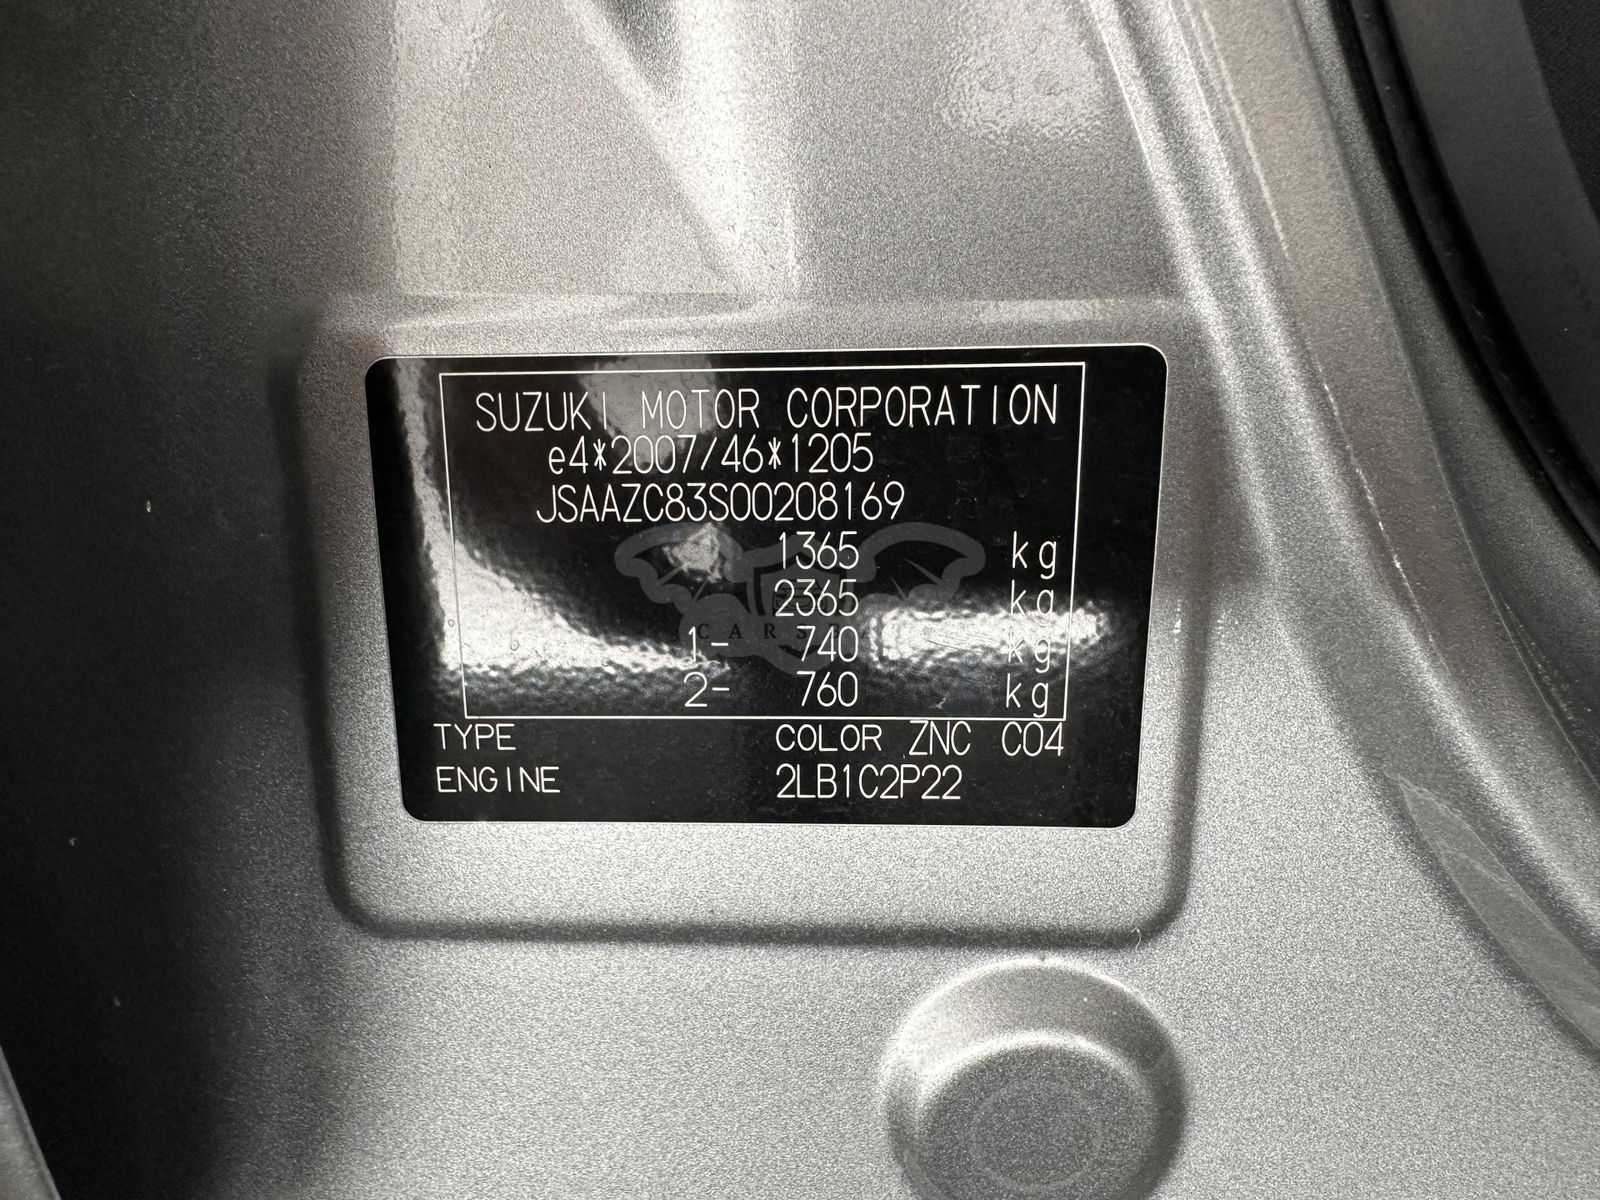 SUZUKI MOTOR CORPORATION
e4*2007/46*1205
JSAAZC83S00208169
1365 kg
2365 kg
1- 740 kg
2- 760 kg
TYPE COLOR ZNC C04
ENGINE 2LB1C2P22